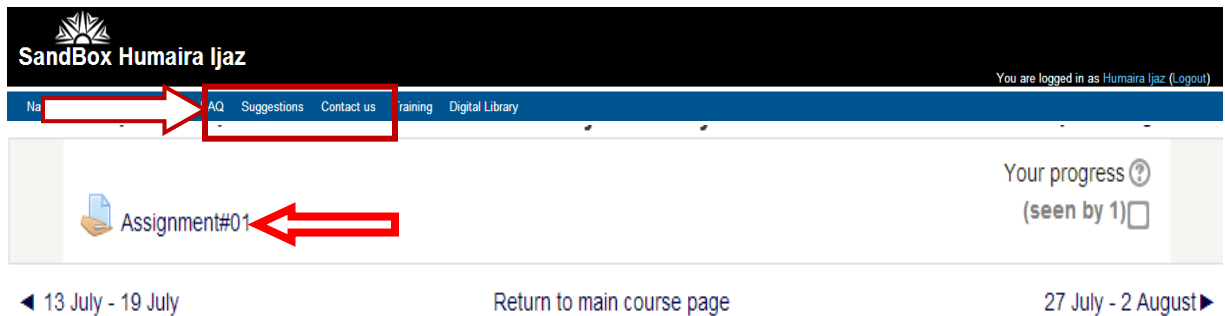 SandBox Humaira Ijaz
You are logged in as Humaira Ijaz (Logout)
Suggestions Contact us Training Digital Library
Your progress
Assignment#01
(seen by 1)
13 July - 19 July Return to main course page 27 July - 2 August